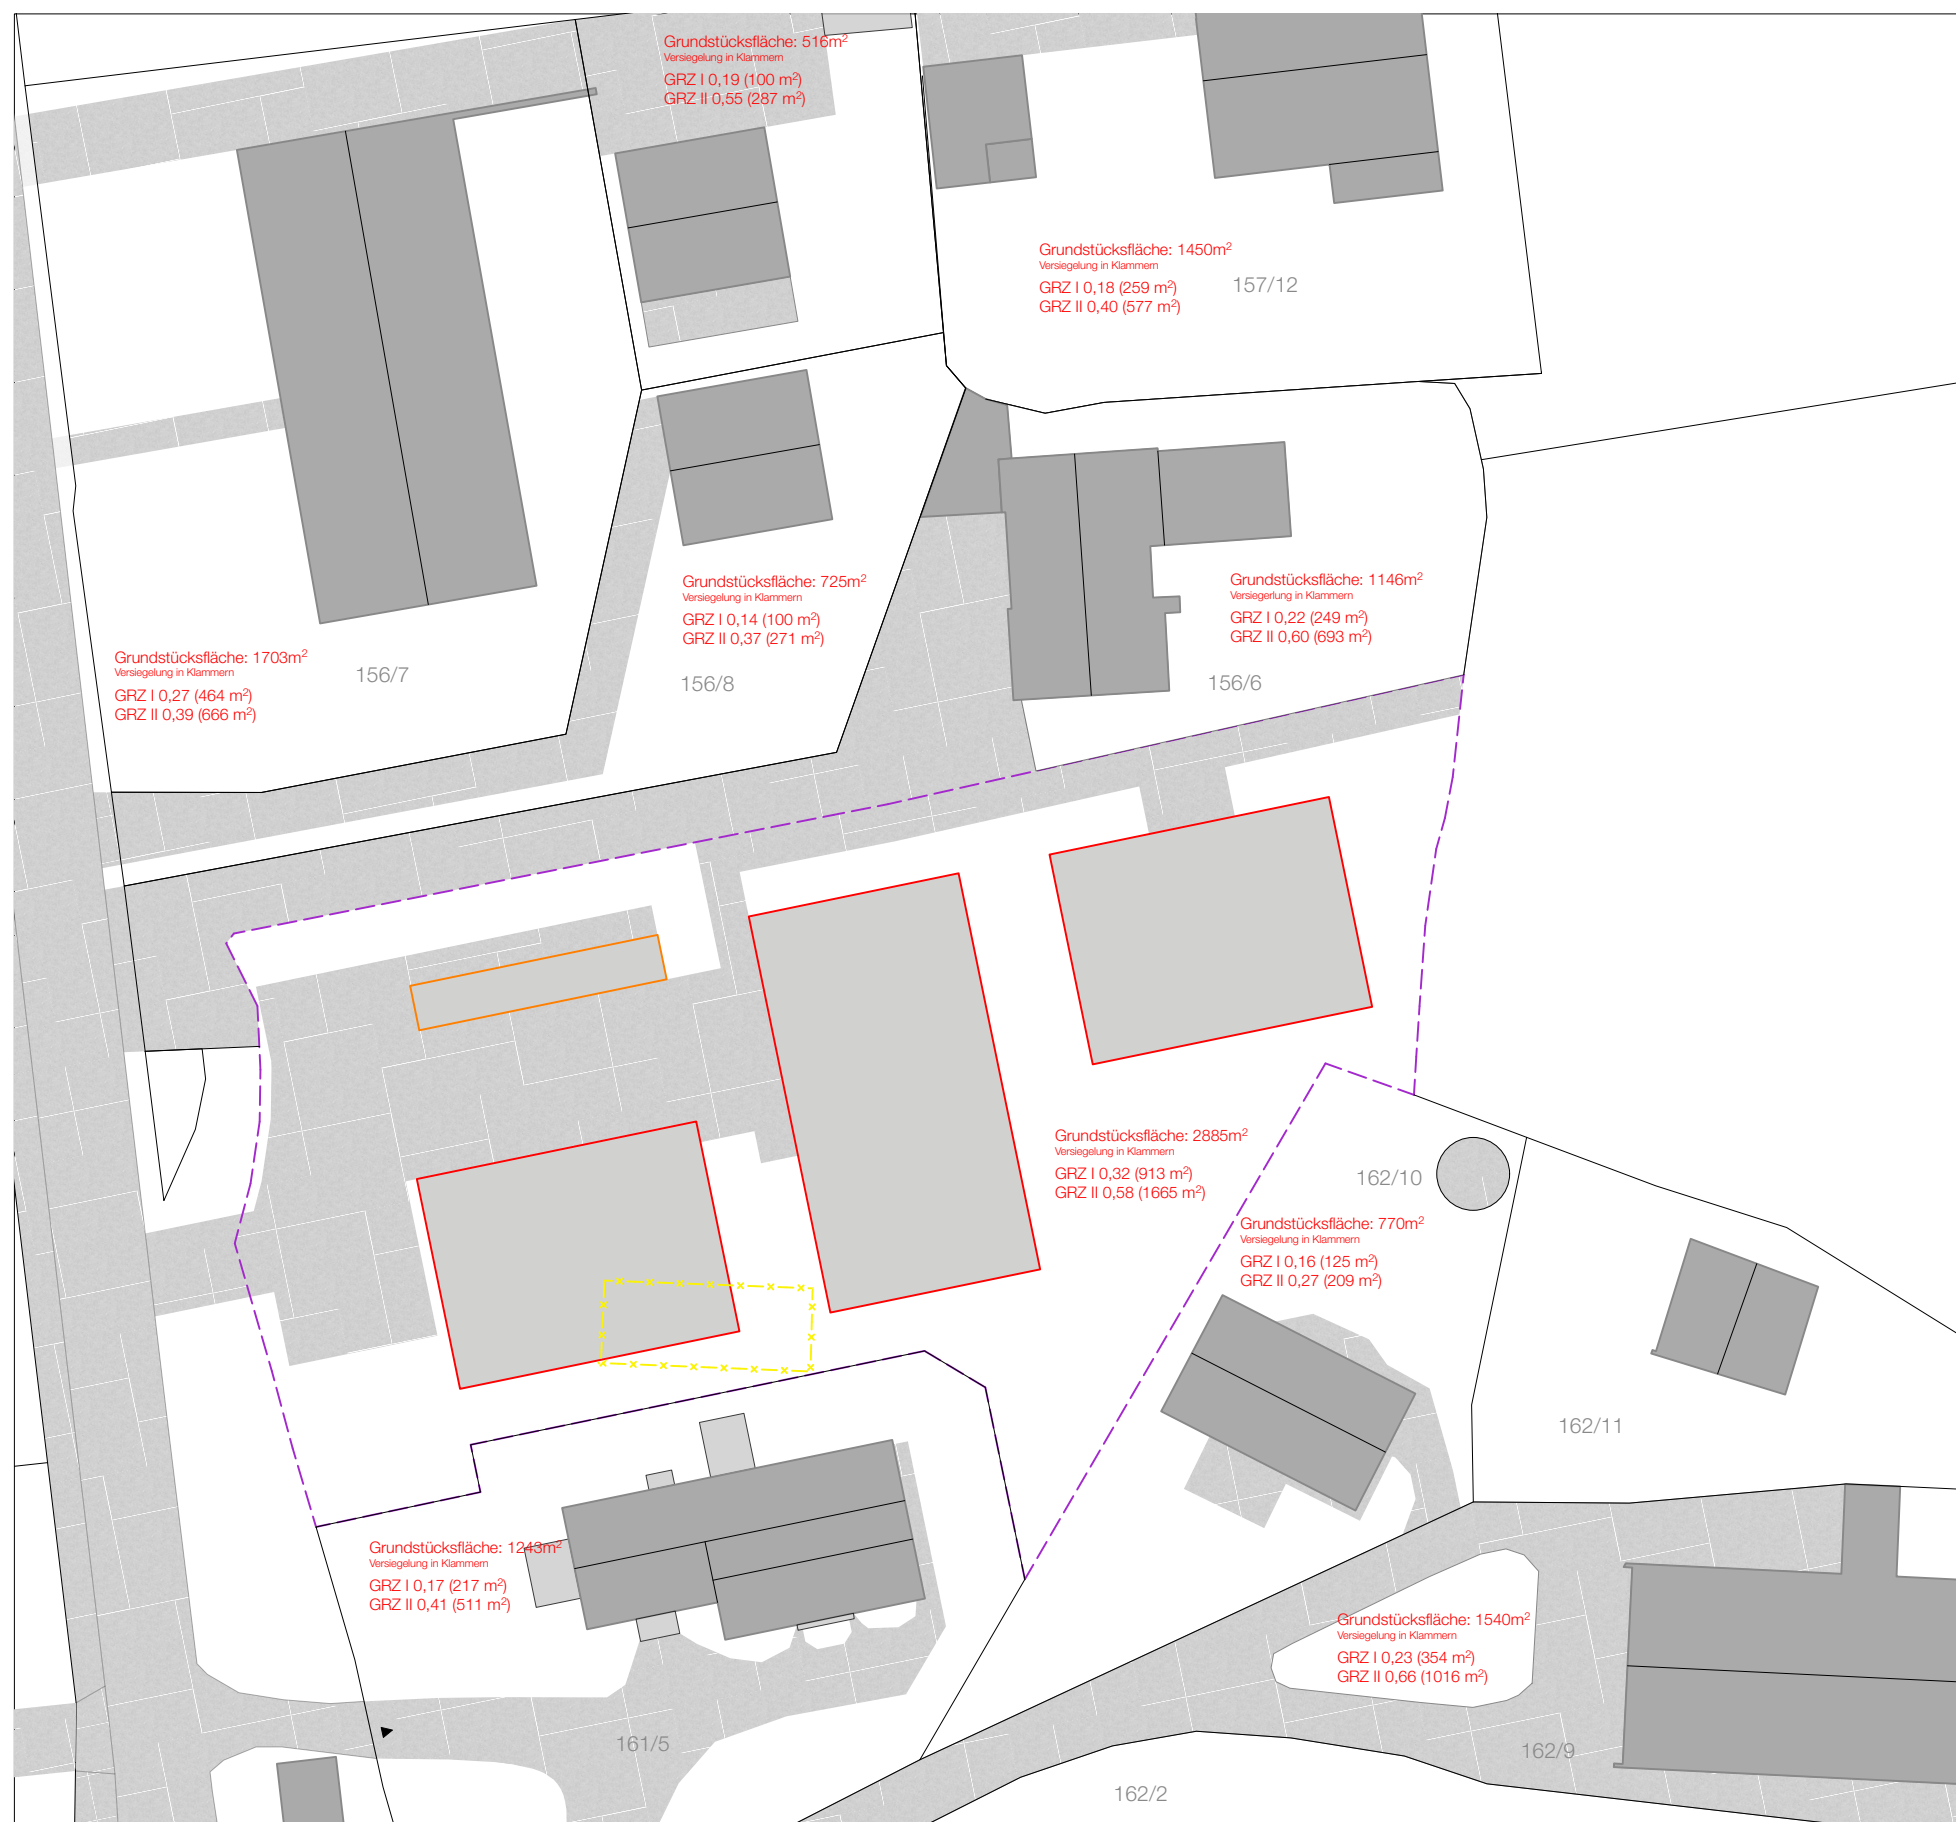 Grundstücksfläche: 516m²
Versiegelung in Klammern
GRZ I 0,19 (100 m²)
GRZ II 0,55 (287 m²)
Grundstücksfläche: 1450m²
Versiegelung in Klammern
GRZ I 0,18 (259 m²)
GRZ II 0,40 (577 m²)
157/12
Grundstücksfläche: 725m²
Versiegelung in Klammern
GRZ I 0,14 (100 m²)
GRZ II 0,37 (271 m²)
156/8
Grundstücksfläche: 1146m²
Versiegerlung in Klammern
GRZ I 0,22 (249 m²)
GRZ II 0,60 (693 m²)
156/6
Grundstücksfläche: 1703m²
Versiegelung in Klammern
GRZ I 0,27 (464 m²)
GRZ II 0,39 (666 m²)
156/7
Grundstücksfläche: 2885m²
Versiegelung in Klammern
GRZ I 0,32 (913 m²)
GRZ II 0,58 (1665 m²)
162/10
Grundstücksfläche: 770m²
Versiegelung in Klammern
GRZ I 0,16 (125 m²)
GRZ II 0,27 (209 m²)
162/11
Grundstücksfläche: 1243m²
Versiegelung in Klammern
GRZ I 0,17 (217 m²)
GRZ II 0,41 (511 m²)
Grundstücksfläche: 1540m²
Versiegelung in Klammern
GRZ I 0,23 (354 m²)
GRZ II 0,66 (1016 m²)
161/5
162/9
162/2